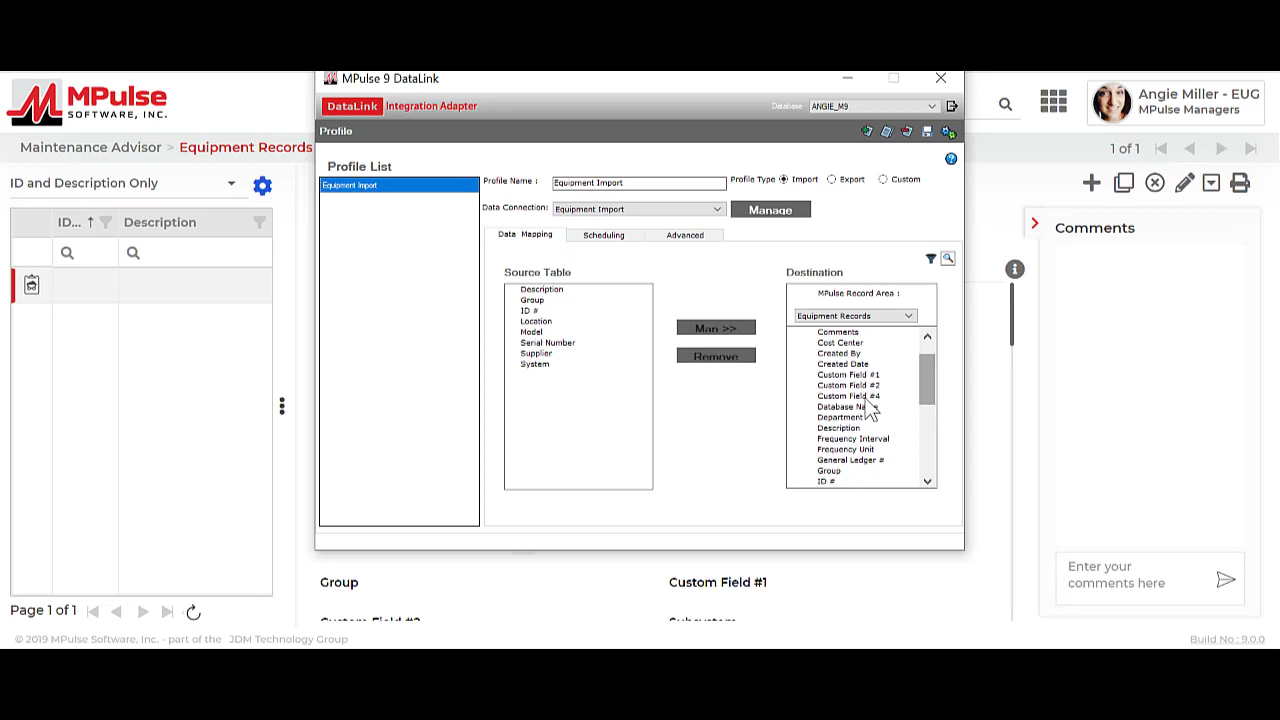 MPulse 9 DataLink
MPulse
SOFTWARE, INC.
DataLink Integration Adapter
Database ANGIE_M9
Angie Miller - EUG
MPulse Managers
Profile
Maintenance Advisor > Equipment Records
1 of 1
Profile List
Equipment Import
Profile Name : Equipment Import
Profile Type Import Export Custom
Data Connection: Equipment Import Manage
Data Mapping Scheduling Advanced
ID and Description Only
ID... ↑ Description
Source Table
Description
Group
ID #
Location
Model
Serial Number
Supplier
System
Map >>
Remove
Destination
MPulse Record Area :
Equipment Records
Comments
Cost Center
Created By
Created Date
Custom Field #1
Custom Field #2
Custom Field #4
Database
Department
Description
Frequency Interval
Frequency Unit
General Ledger #
Group
ID #
Comments
Enter your
comments here
Group
Custom Field #1
Page 1 of 1
© 2019 MPulse Software, Inc. - part of the JDM Technology Group
Build No : 9.0.0